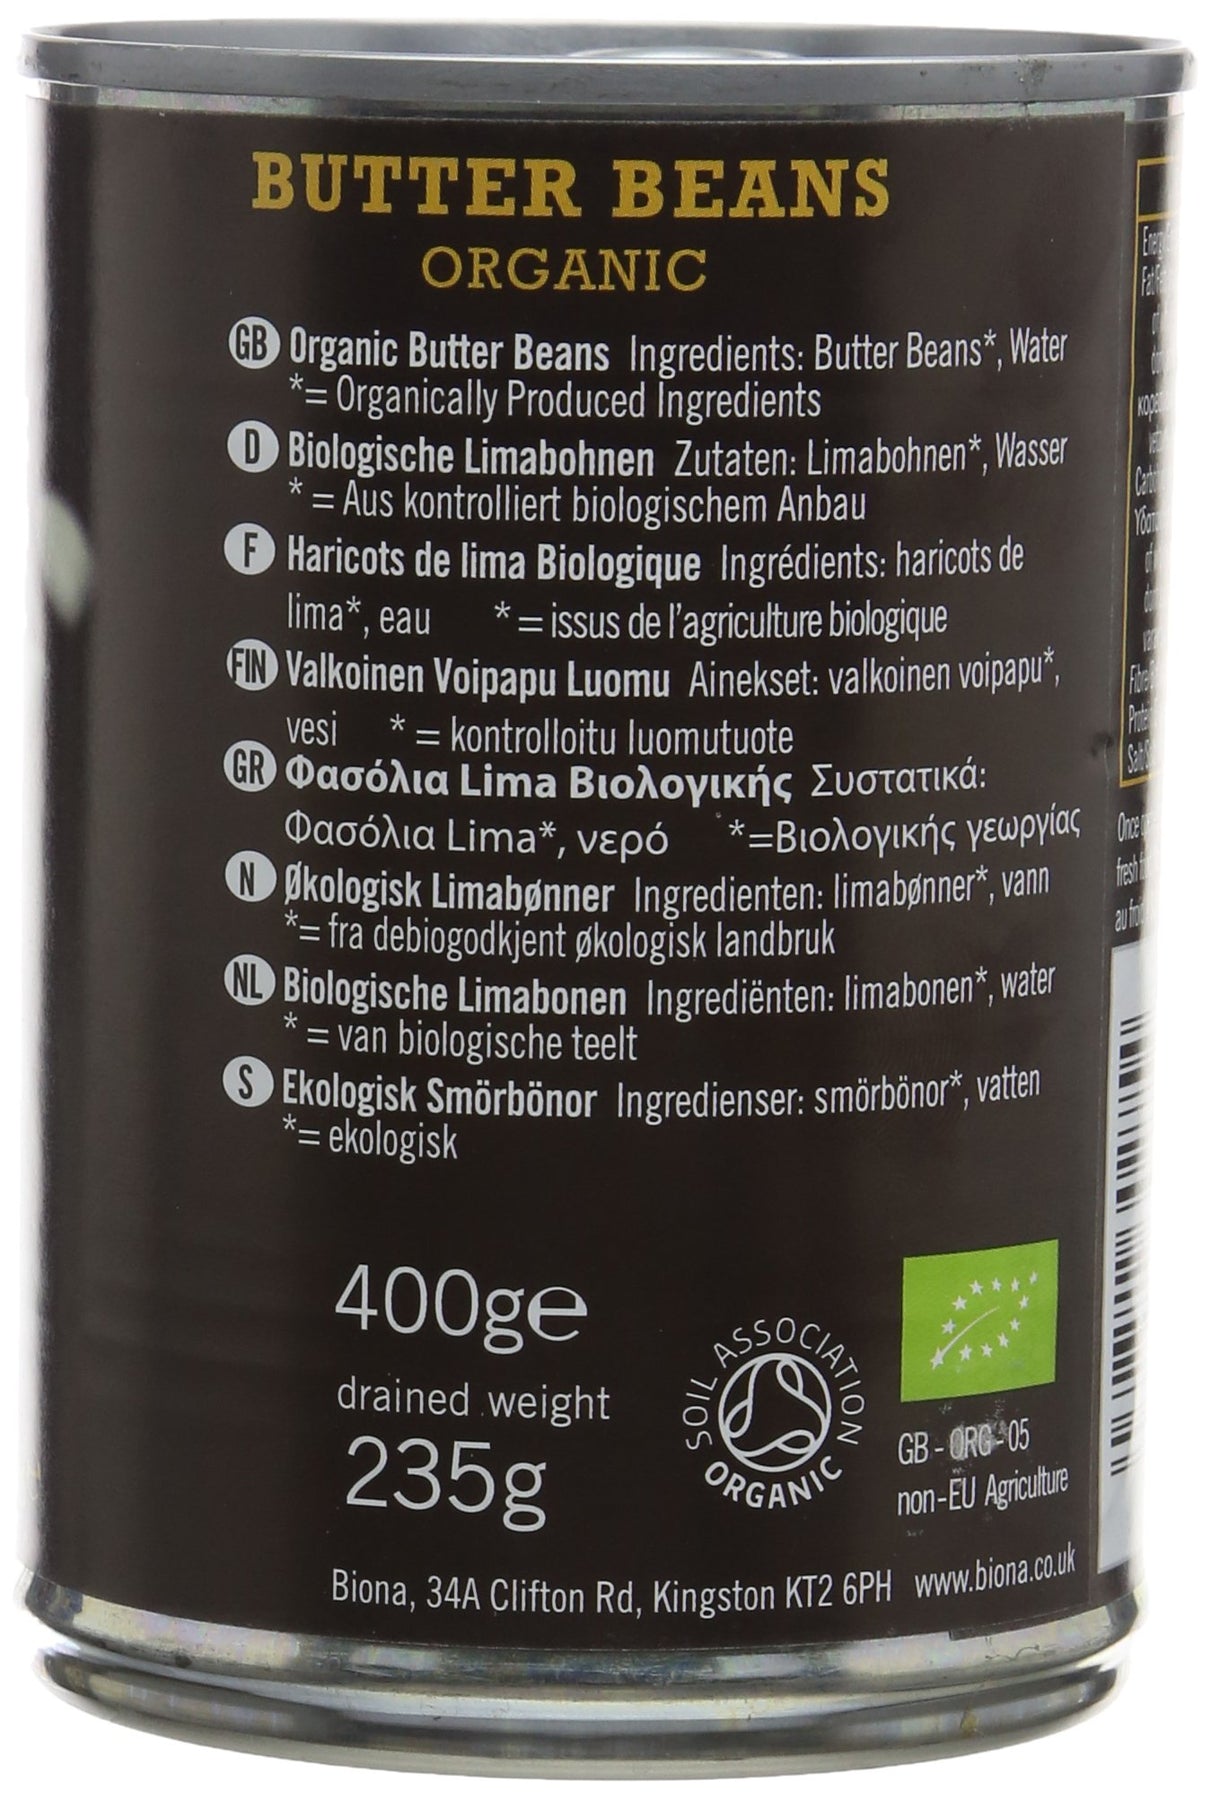 BUTTER BEANS
ORGANIC
GB Organic Butter Beans Ingredients: Butter Beans*, Water
*= Organically Produced Ingredients
D Biologische Limabohnen Zutaten: Limabohnen*, Wasser
* = Aus kontrolliert biologischem Anbau
F Haricots de lima Biologique Ingrédients: haricots de
lima*, eau * = issus de l'agriculture biologique
FIN Valkoinen Voipapu Luomu Ainekset: valkoinen voipapu*,
vesi * = kontrolloitu luomutuote
GR Φασόλια Lima Βιολογικής Συστατικά:
Φασόλια Lima*, νερό *=Βιολογικής γεωργίας
N Økologisk Limabønner Ingredienten: limabønner*, vann
*= fra debiogodkjent økologisk landbruk
NL Biologische Limabonen Ingrediënten: limabonen*, water
* = van biologische teelt
S Ekologisk Smörbönor Ingredienser: smörbönor*, vatten
*= ekologisk
400ge
drained weight
235g
SOIL ASSOCIATION
ORGANIC
GB - ORG - 05
non-EU Agriculture
Biona, 34A Clifton Rd, Kingston KT2 6PH www.biona.co.uk
Once
fresh
au